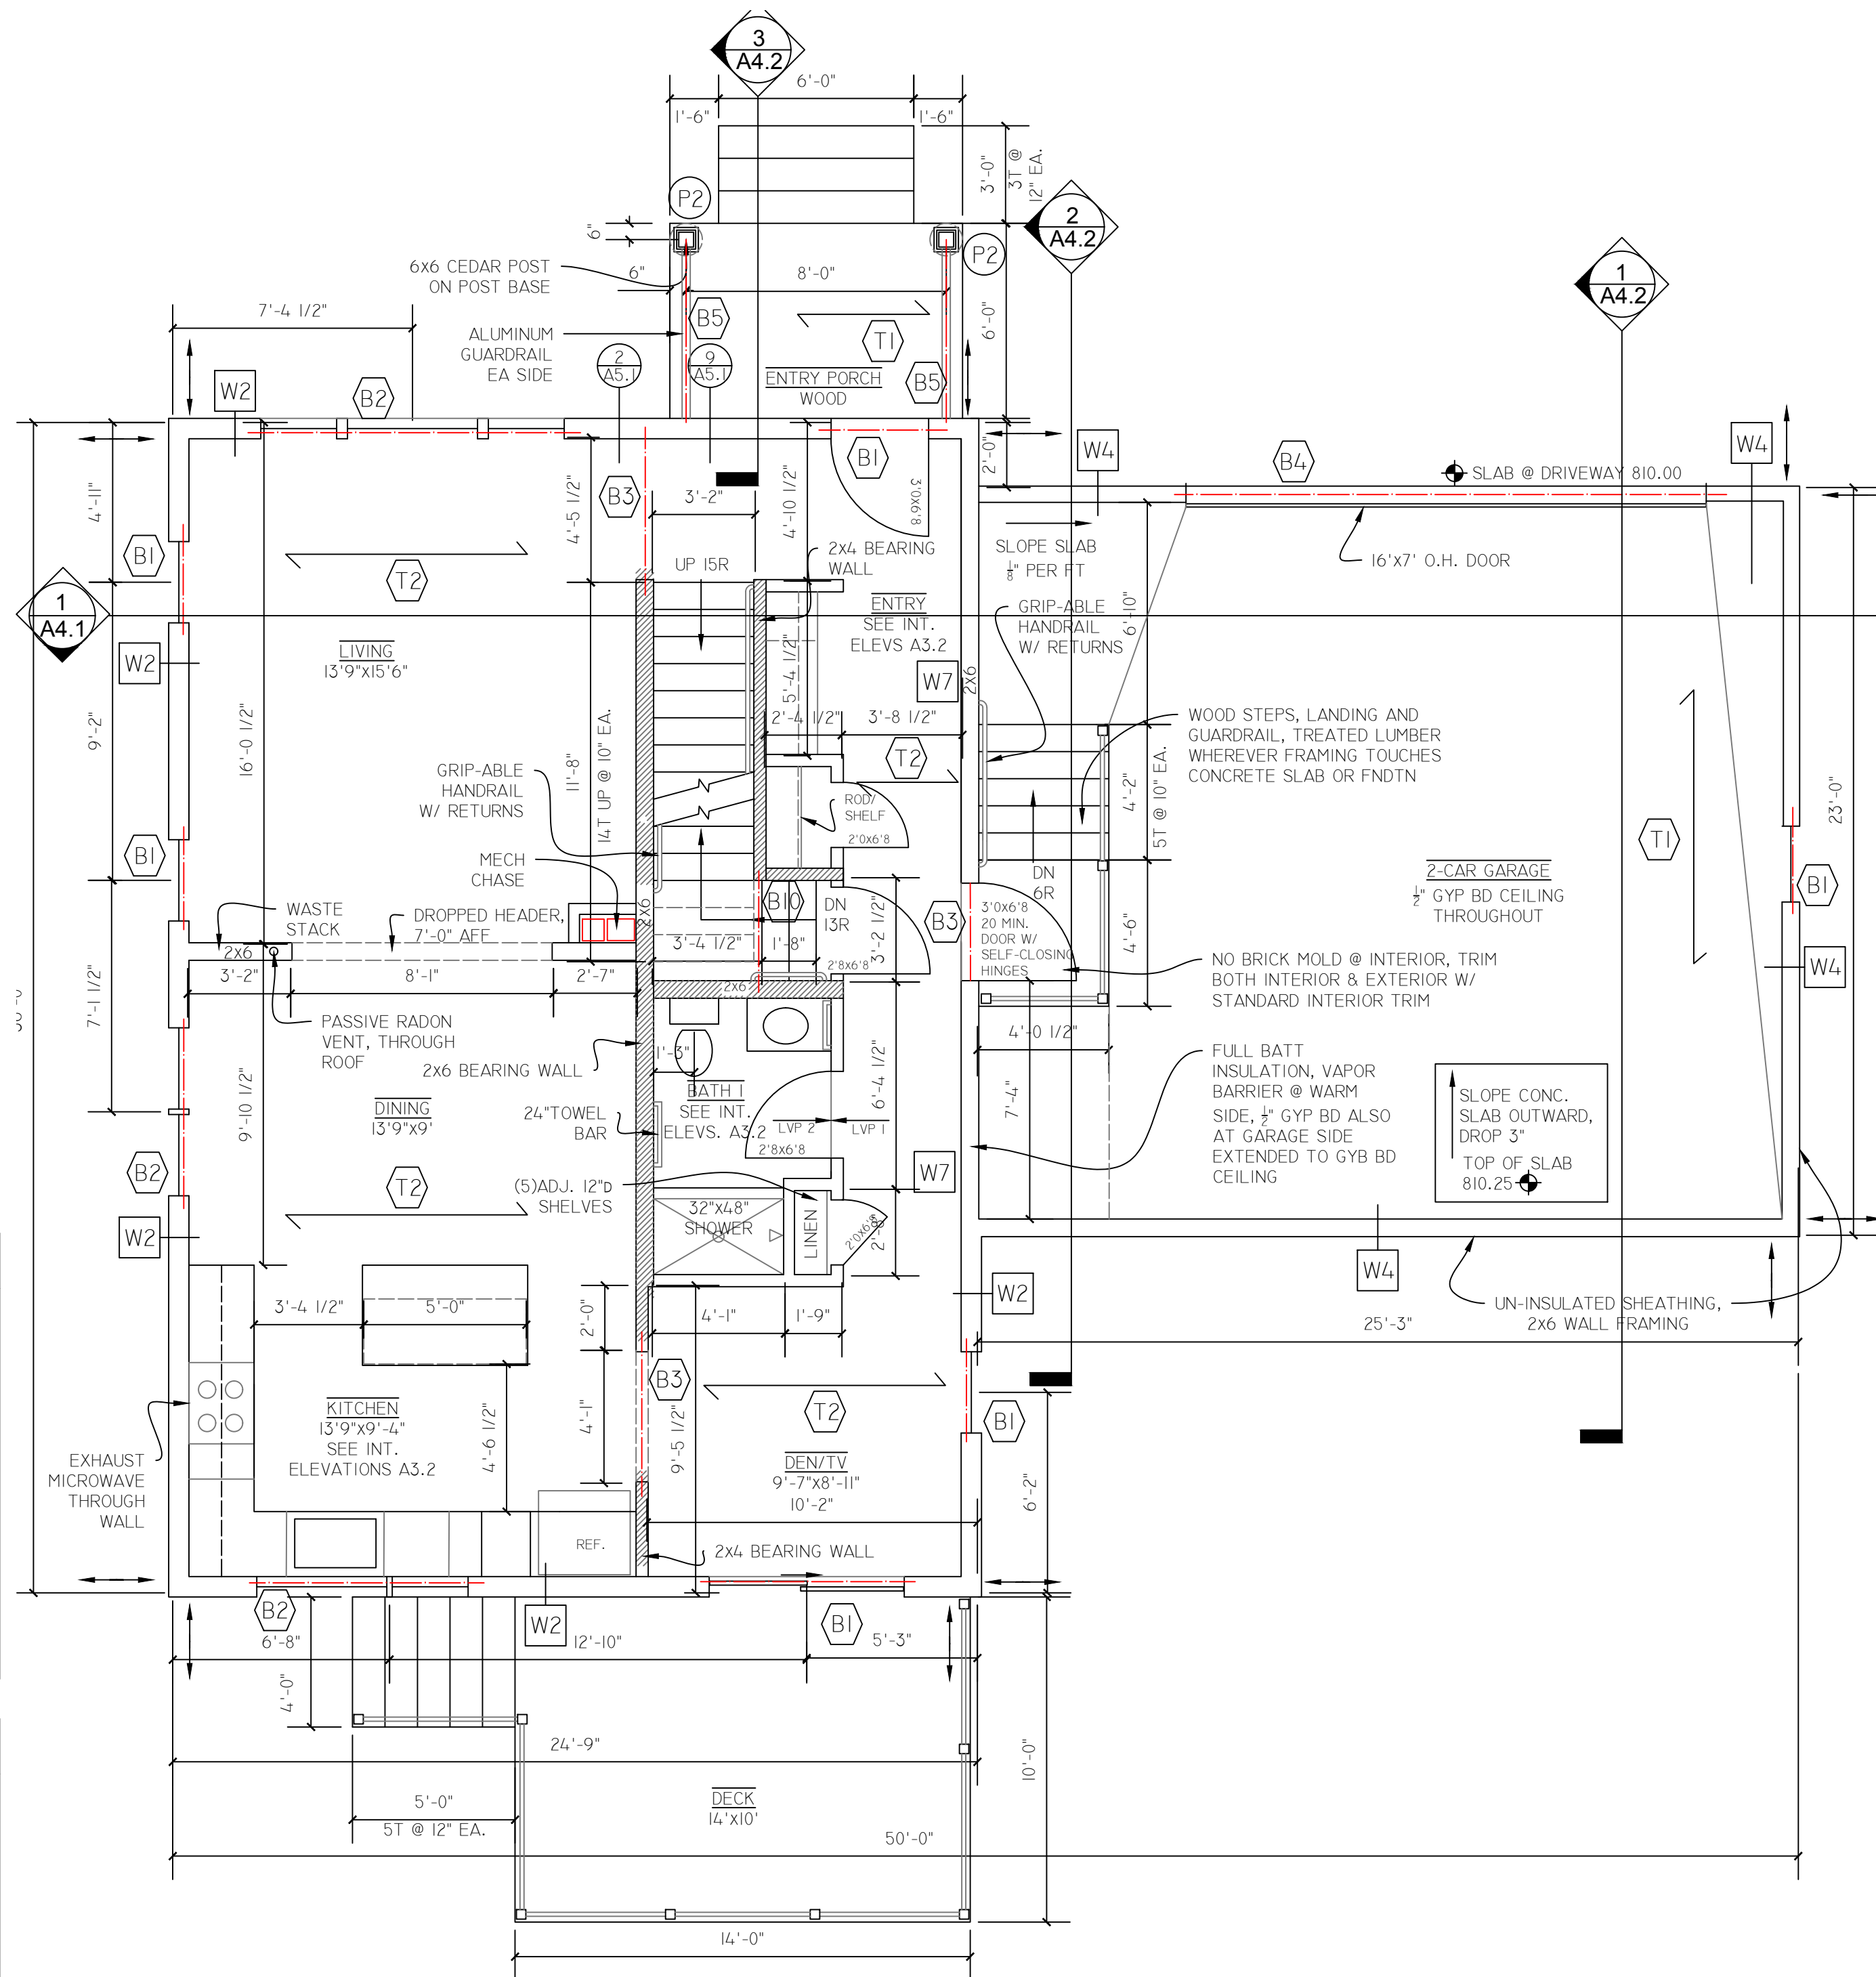 3
A4.2
6'-0"
1'-6"
1'-6"
3'-0"
3T @
12" EA.
P2
2
A4.2
6"
P2
6x6 CEDAR POST
ON POST BASE
6"
8'-0"
1
A4.2
7'-4 1/2"
B5
6'-0"
ALUMINUM
GUARDRAIL
EA SIDE
T1
2
A5.1
9
A5.1
ENTRY PORCH
WOOD
B5
W2
B2
W4
W4
B1
2'-0"
B4
SLAB @ DRIVEWAY 810.00
4'-11"
4'-5 1/2"
B3
3'-2"
4'-10 1/2"
3'0x6'8
B1
T2
UP 15R
2x4 BEARING
WALL
SLOPE SLAB
1/8" PER FT
16'x7' O.H. DOOR
1
A4.1
ENTRY
SEE INT.
ELEVS A3.2
GRIP-ABLE
HANDRAIL
W/ RETURNS
6'-10"
W2
LIVING
13'9"x15'6"
5'-4 1/2"
W7
2x6
9'-2"
16'-0 1/2"
11'-8"
14T UP @ 10" EA.
2'-4 1/2"
3'-8 1/2"
WOOD STEPS, LANDING AND
GUARDRAIL, TREATED LUMBER
WHEREVER FRAMING TOUCHES
CONCRETE SLAB OR FNDTN
T2
GRIP-ABLE
HANDRAIL
W/ RETURNS
ROD/
SHELF
2'0x6'8
4'-2"
5T @ 10" EA.
23'-0"
T1
B1
MECH
CHASE
DN
6R
2-CAR GARAGE
1/2" GYP BD CEILING
THROUGHOUT
B1
WASTE
STACK
DROPPED HEADER,
7'-0" AFF
2x6
B10
DN
13R
3'-2 1/2"
B3
3'0x6'8
20 MIN.
DOOR W/
SELF-CLOSING
HINGES
4'-6"
2x6
3'-4 1/2"
1'-8"
2'8x6'8
NO BRICK MOLD @ INTERIOR, TRIM
BOTH INTERIOR & EXTERIOR W/
STANDARD INTERIOR TRIM
W4
3'-2"
8'-1"
2'-7"
2x6
7'-1 1/2"
PASSIVE RADON
VENT, THROUGH
ROOF
4'-0 1/2"
2x6 BEARING WALL
1'-3"
6'-4 1/2"
7'-4"
FULL BATT
INSULATION, VAPOR
BARRIER @ WARM
SIDE, 1/2" GYP BD ALSO
AT GARAGE SIDE
EXTENDED TO GYB BD
CEILING
SLOPE CONC.
SLAB OUTWARD,
DROP 3"
TOP OF SLAB
810.25
DINING
13'9"x9'
9'-10 1/2"
24"TOWEL
BAR
BATH 1
SEE INT.
ELEVS. A3.2
LVP 2
LVP 1
2'8x6'8
B2
T2
W7
(5)ADJ. 12"D
SHELVES
32"x48"
SHOWER
LINEN
2'0x6'8
2'-8"
W2
W4
3'-4 1/2"
5'-0"
2'-0"
4'-1"
1'-9"
W2
UN-INSULATED SHEATHING,
2x6 WALL FRAMING
25'-3"
B3
T2
B1
KITCHEN
13'9"x9'-4"
SEE INT.
ELEVATIONS A3.2
4'-6 1/2"
4'-1"
9'-5 1/2"
DEN/TV
9'-7"x8'-11"
10'-2"
6'-2"
EXHAUST
MICROWAVE
THROUGH
WALL
REF.
2x4 BEARING WALL
B2
W2
B1
6'-8"
12'-10"
5'-3"
4'-0"
24'-9"
10'-0"
5'-0"
5T @ 12" EA.
DECK
14'x10'
50'-0"
14'-0"